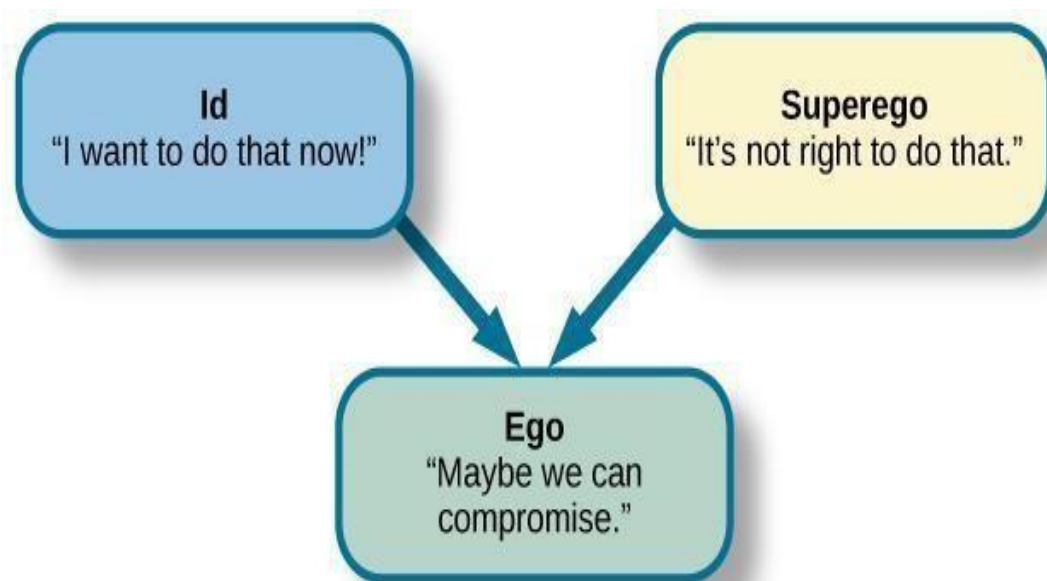 Id
“I want to do that now!”
Superego
“It’s not right to do that.”
Ego
“Maybe we can
compromise.”